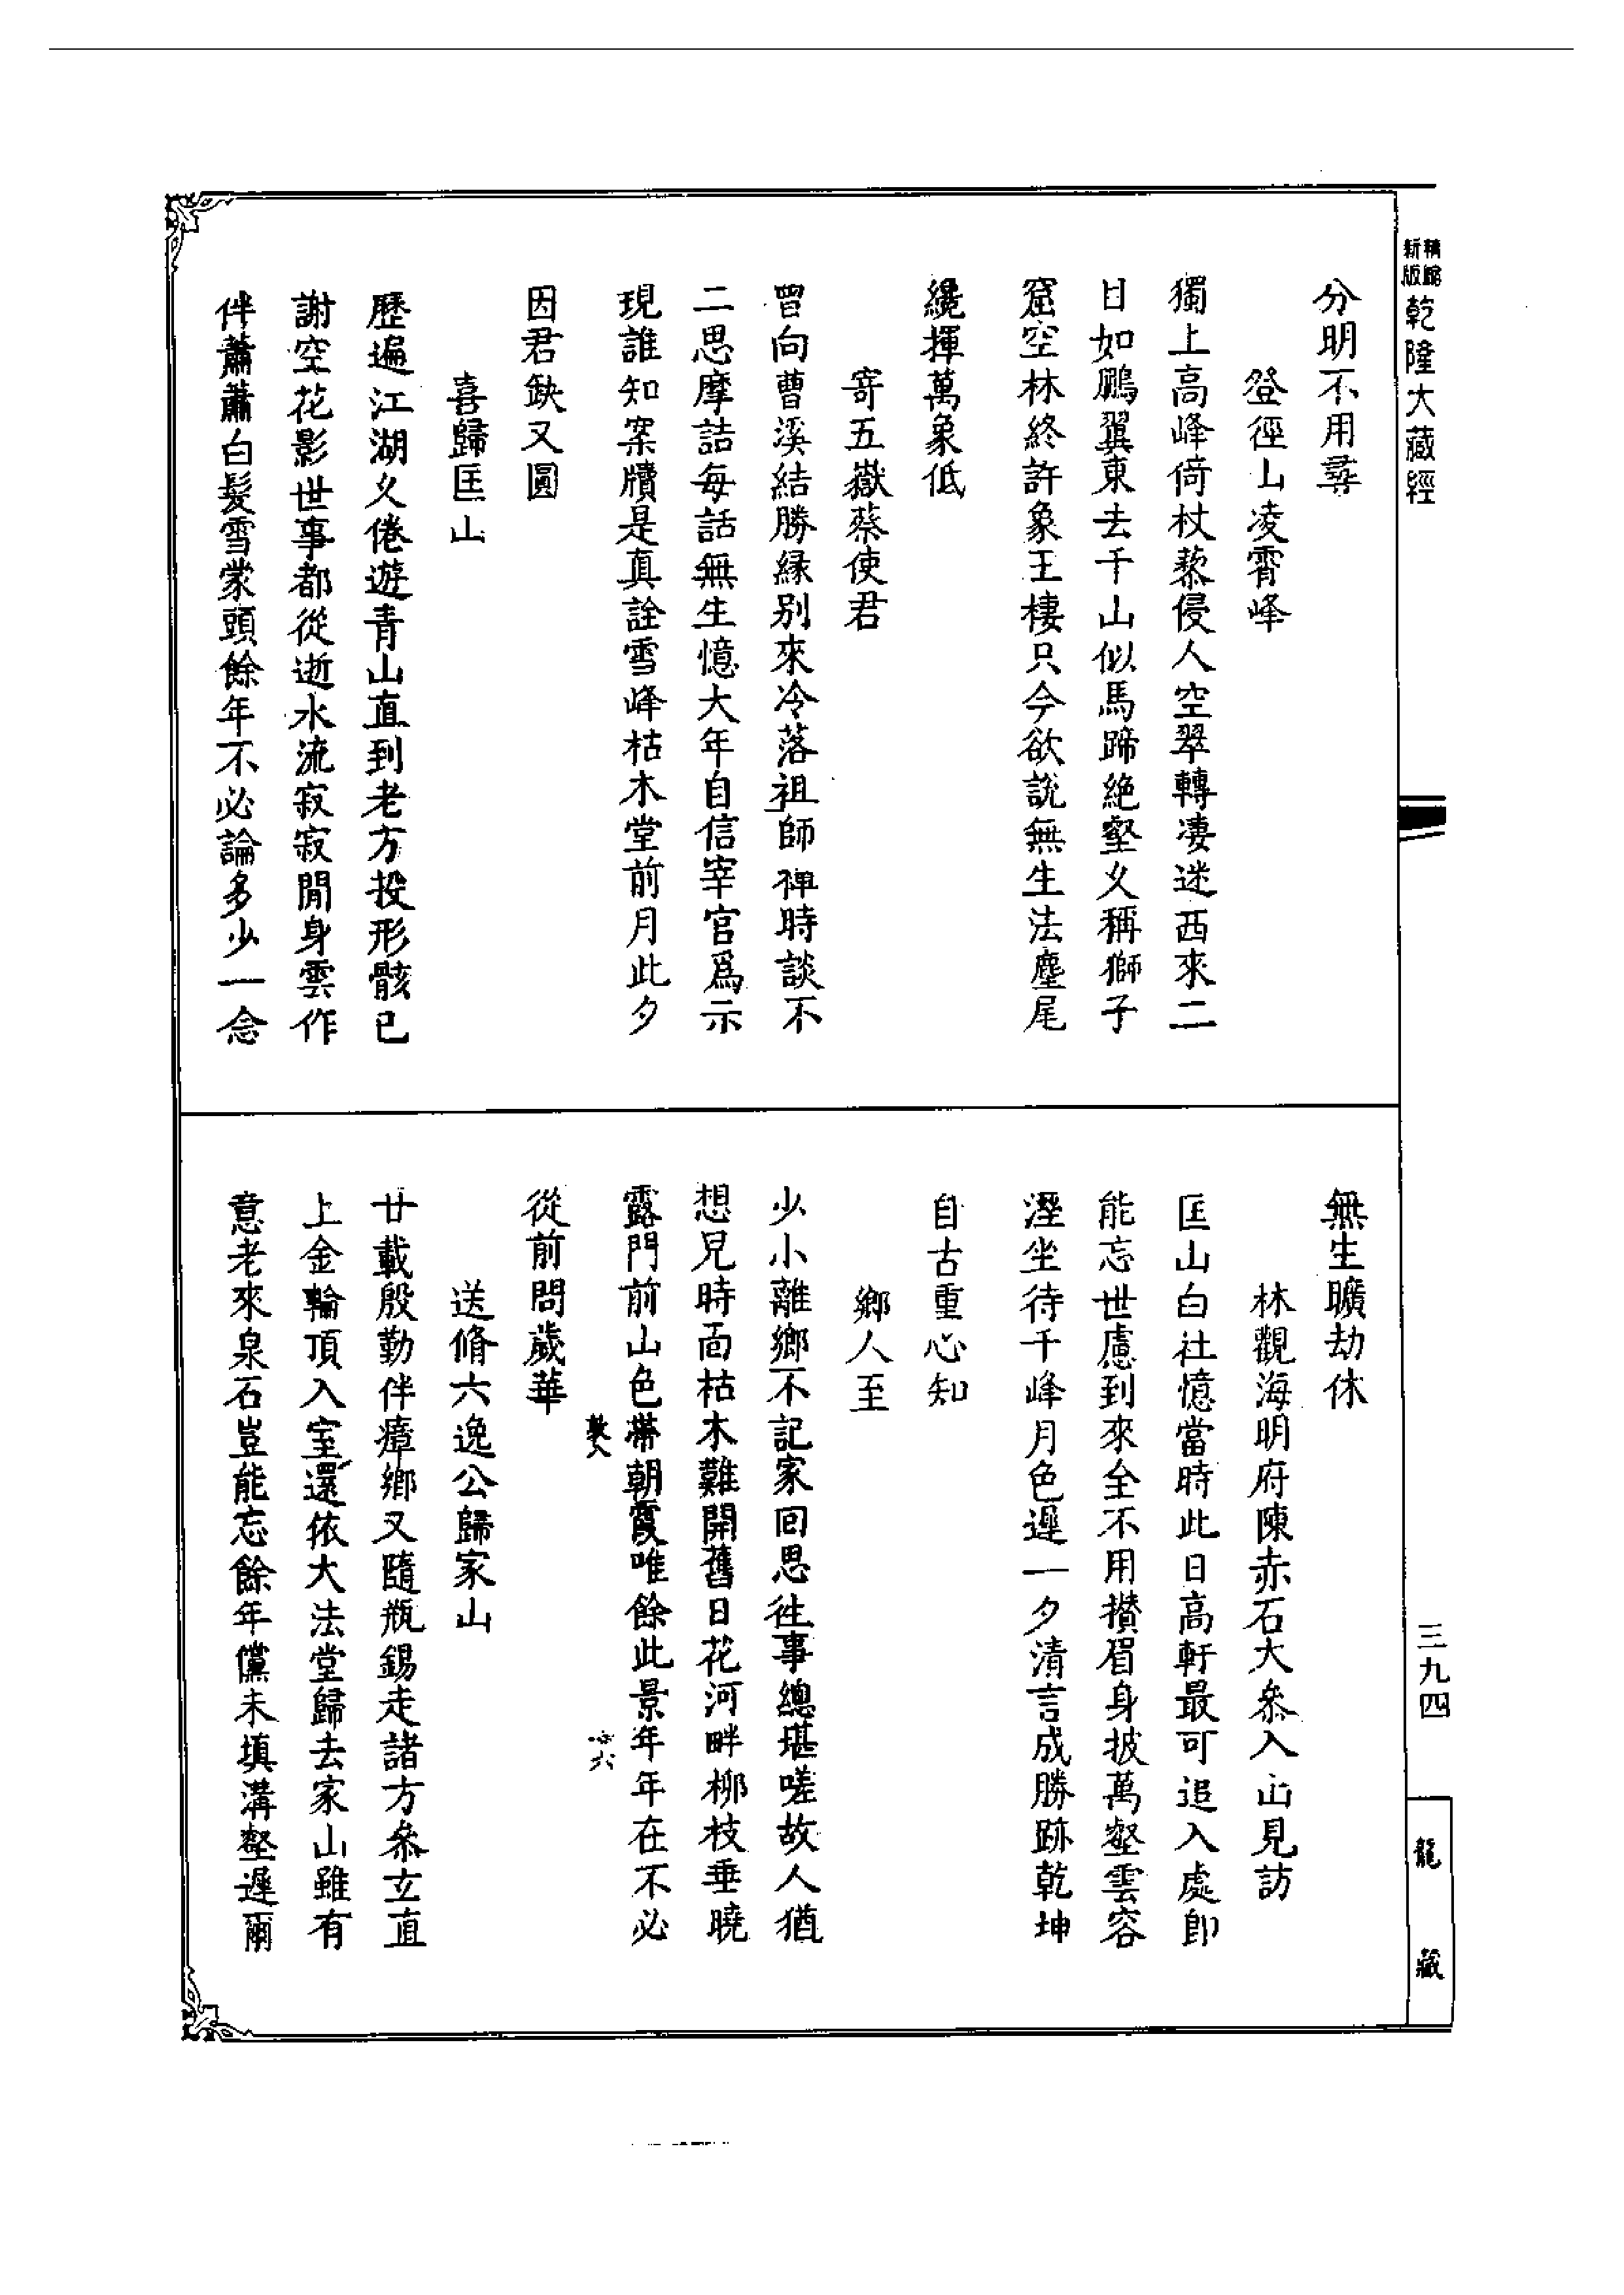 精縮
新版
乾隆大藏經
分明不用尋
登徑山凌霄峰
獨上高峰倚杖藜侵人空翠轉凄迷西來二
日如鵬翼東去千山似馬蹄絶壑久稱獅子
窟空林終許象王棲只今欲説無生法麈尾
纔揮萬象低
寄五嶽蔡使君
曾向曹溪結勝縁別來冷落祖師禪時談不
二思摩詰每話無生憶大年自信宰官爲示
現誰知案牘是真詮雪峰枯木堂前月此夕
因君缺又圓
喜歸匡山
歷遍江湖久倦遊青山直到老方投形骸已
謝空花影世事都從逝水流寂寂閒身雲作
伴蕭蕭白髮雪蒙頭餘年不必論多少一念
無生曠劫休
林觀海明府陳赤石大叅入山見訪
匡山白社憶當時此日高軒最可追入處即
能忘世慮到來全不用攢眉身披萬壑雲容
溼坐待千峰月色遲一夕清言成勝跡乾坤
自古重心知
鄉人至
少小離鄉不記家回思往事總堪嗟故人猶
想兒時面枯木難開舊日花河畔柳枝垂曉
露門前山色帶朝霞唯餘此景年年在不必
從前問歲華
送脩六逸公歸家山
廿載殷勤伴瘴鄉又隨瓶錫走諸方叅立直
上金輪頂入室還依大法堂歸去家山雖有
意老來泉石豈能忘餘年儻未填溝壑遲爾
三九四
龍藏